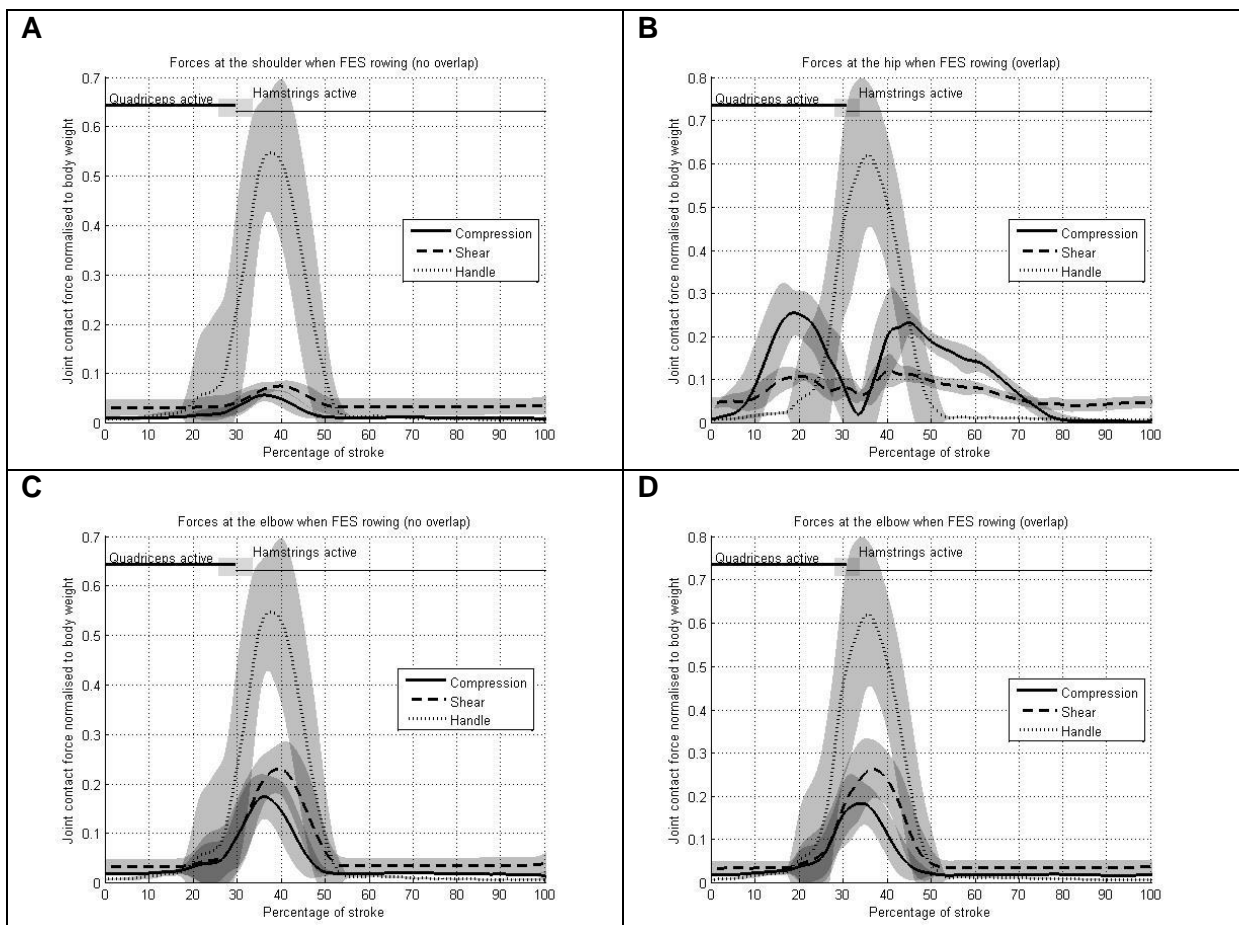 A
Forces at the shoulder when FES rowing (no overlap)
0.7
Quadriceps active
Hamstrings active
0.6
0.5
0.4
0.3
0.2
0.1
0
Joint contact force normalised to body weight
Compression
Shear
Handle
0 10 20 30 40 50 60 70 80 90 100
Percentage of stroke
B
Forces at the hip when FES rowing (overlap)
0.8
Quadriceps active
Hamstrings active
0.7
0.6
0.5
0.4
0.3
0.2
0.1
0
Joint contact force normalised to body weight
Compression
Shear
Handle
0 10 20 30 40 50 60 70 80 90 100
Percentage of stroke
C
Forces at the elbow when FES rowing (no overlap)
0.7
Quadriceps active
Hamstrings active
0.6
0.5
0.4
0.3
0.2
0.1
0
Joint contact force normalised to body weight
Compression
Shear
Handle
0 10 20 30 40 50 60 70 80 90 100
Percentage of stroke
D
Forces at the elbow when FES rowing (overlap)
0.8
Quadriceps active
Hamstrings active
0.7
0.6
0.5
0.4
0.3
0.2
0.1
0
Joint contact force normalised to body weight
Compression
Shear
Handle
0 10 20 30 40 50 60 70 80 90 100
Percentage of stroke